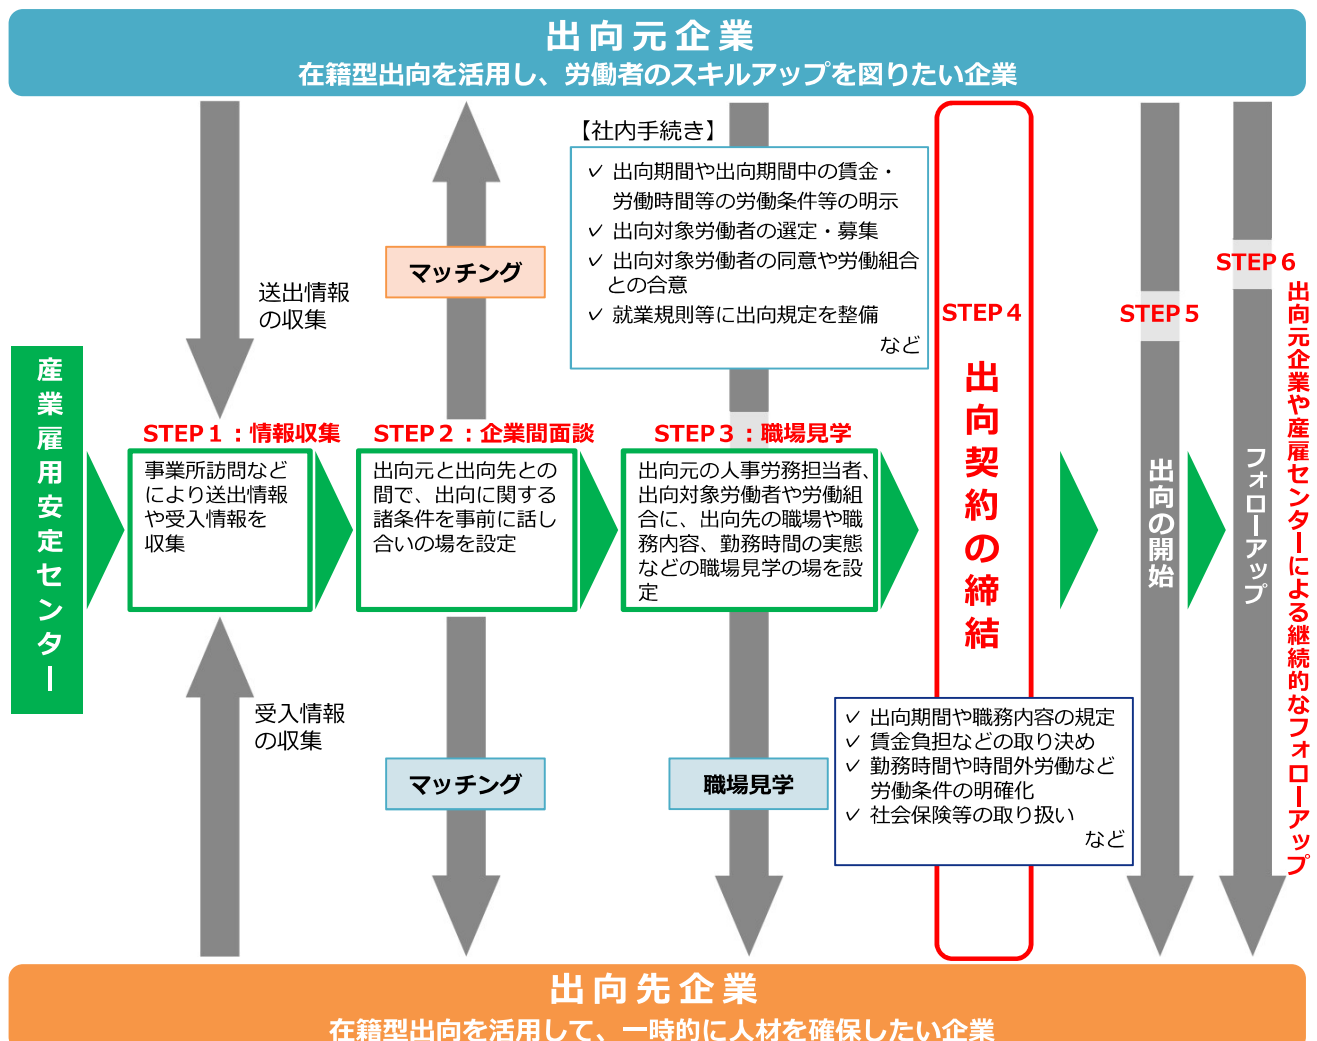 出向元企業
在籍型出向を活用し、労働者のスキルアップを図りたい企業
送出情報
の収集
マッチング
【社内手続き】
✓ 出向期間や出向期間中の賃金・
労働時間等の労働条件等の明示
✓ 出向対象労働者の選定・募集
✓ 出向対象労働者の同意や労働組合
との合意
✓ 就業規則等に出向規定を整備
など
産業雇用安定センター
STEP１：情報収集
事業所訪問など
により送出情報
や受入情報を
収集
STEP２：企業間面談
出向元と出向先との
間で、出向に関する
諸条件を事前に話し
合いの場を設定
STEP３：職場見学
出向元の人事労務担当者、
出向対象労働者や労働組
合に、出向先の職場や職
務内容、勤務時間の実態
などの職場見学の場を設
定
STEP４
出向契約の締結
STEP５
出向の開始
STEP６
フォローアップ
出向元企業や産雇センターによる継続的なフォローアップ
受入情報
の収集
マッチング
職場見学
✓ 出向期間や職務内容の規定
✓ 賃金負担などの取り決め
✓ 勤務時間や時間外労働など
労働条件の明確化
✓ 社会保険等の取り扱い
など
出向先企業
在籍型出向を活用して、一時的に人材を確保したい企業